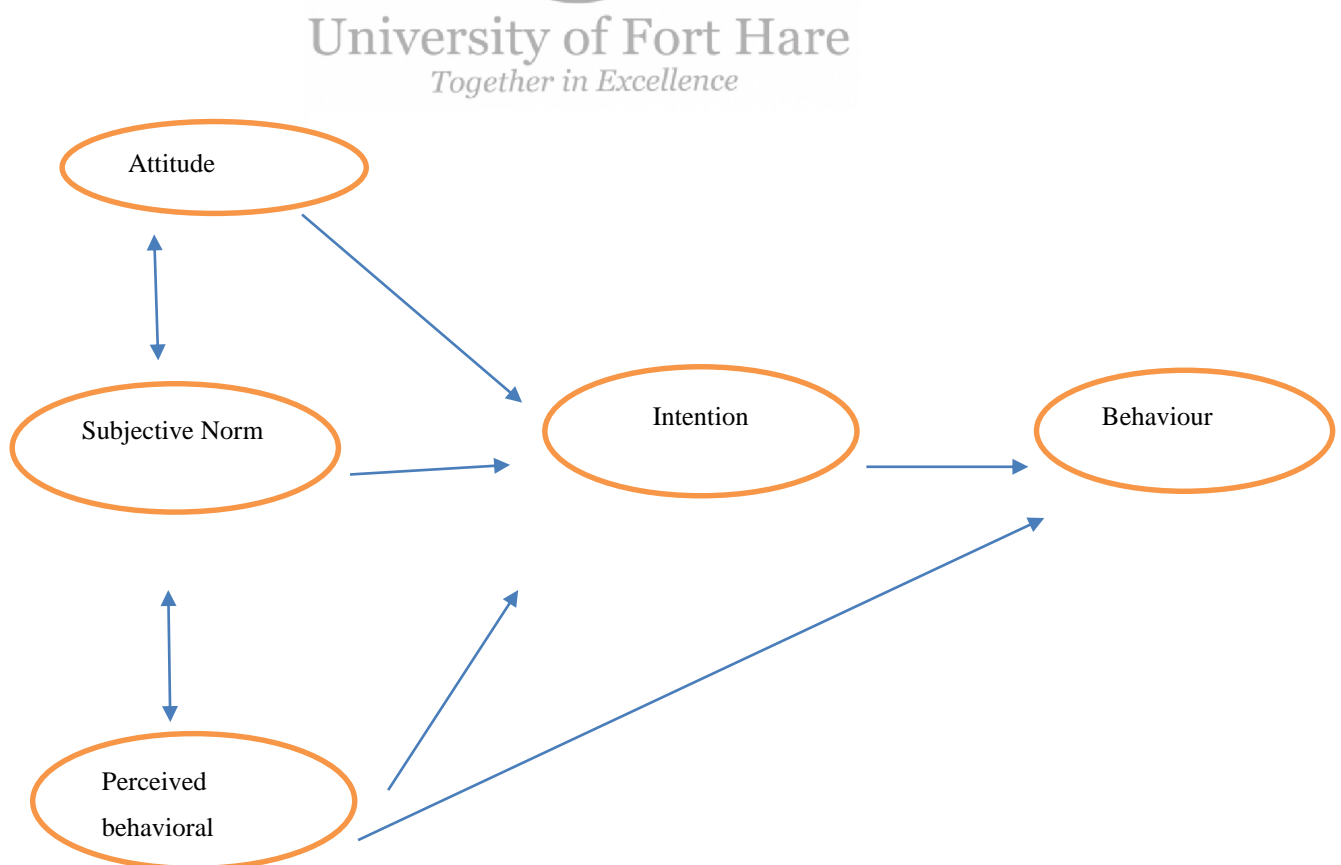 University of Fort Hare
Together in Excellence
Attitude
Subjective Norm
Intention
Behaviour
Perceived
behavioral